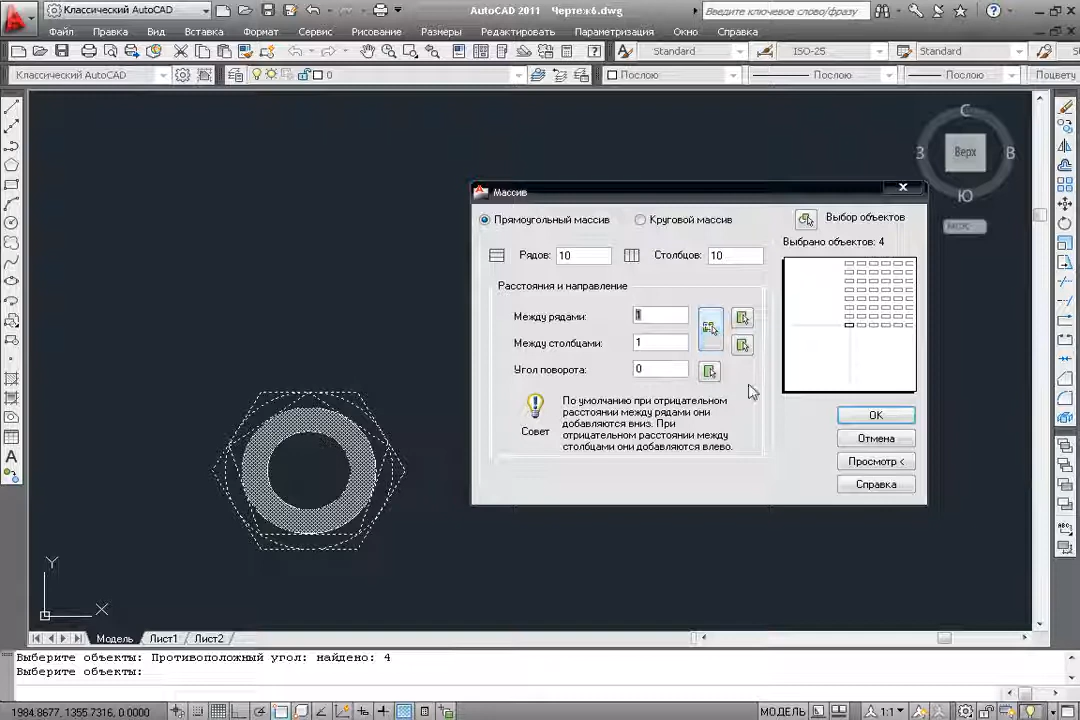 Классический AutoCAD
AutoCAD 2011 Чертеж6.dwg
Введите ключевое слово/фразу
Файл Правка Вид Вставка Формат Сервис Рисование Размеры Редактировать Параметризация Окно Справка
Standard ISO-25 Standard
Классический AutoCAD 0 Послою Послою Послою Поцвету
С
З Верх В
Ю
Массив
Прямоугольный массив Круговой массив Выбор объектов
Выбрано объектов: 4
Рядов: 10 Столбцов: 10
Расстояния и направление
Между рядами: 1
Между столбцами: 1
Угол поворота: 0
Совет
По умолчанию при отрицательном
расстоянии между рядами они
добавляются вниз. При
отрицательном расстоянии между
столбцами они добавляются влево.
OK
Отмена
Просмотр <
Справка
Y
X
A
Модель Лист1 Лист2
Выберите объекты: Противоположный угол: найдено: 4
Выберите объекты:
1984.8677, 1355.7316, 0.0000
МОДЕЛЬ 1:1